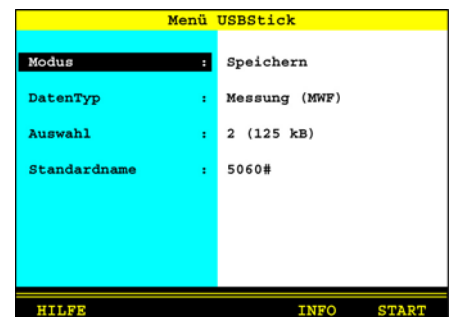 Menü USBStick
Modus : Speichern
DatenTyp : Messung (MWF)
Auswahl : 2 (125 kB)
Standardname : 5060#
HILFE INFO START